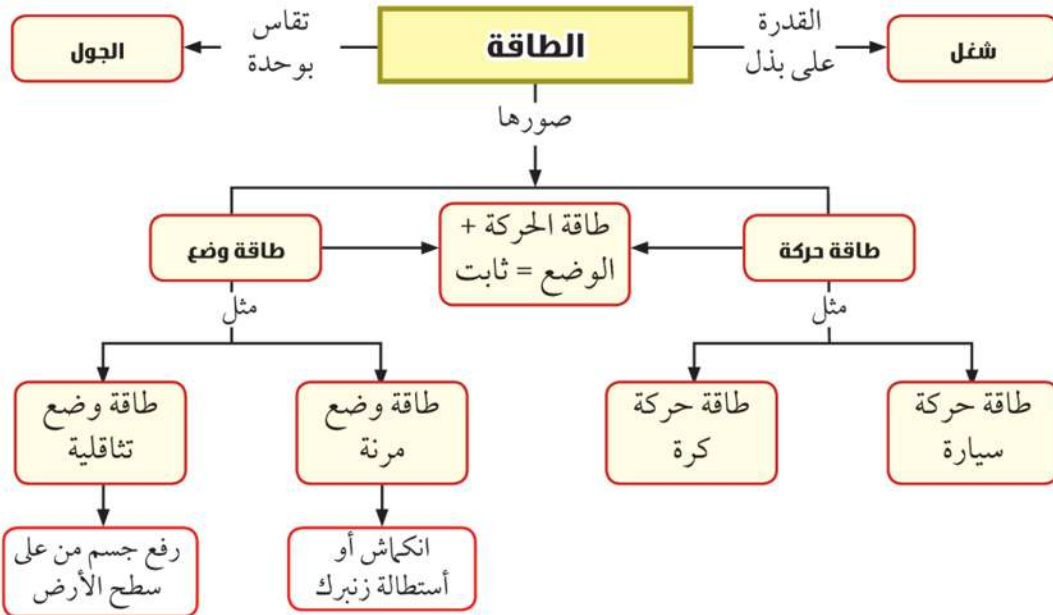 الطاقة
القدرة
على بذل
شغل
تقاس
بوحدة
الجول
صورها
طاقة حركة
طاقة الحركة +
الوضع = ثابت
طاقة وضع
مثل
مثل
طاقة حركة
سيارة
طاقة حركة
كرة
طاقة وضع
مرنة
طاقة وضع
تثاقلية
انكماش أو
أستطالة زنبرك
رفع جسم من على
سطح الأرض